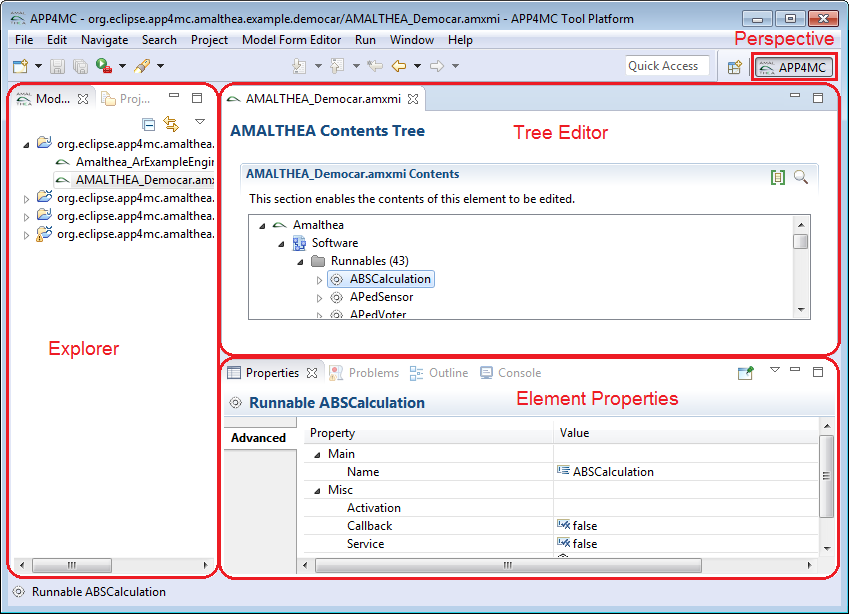 APP4MC - org.eclipse.app4mc.amalthea.example.democar/AMALTHEA_Democar.amxmi - APP4MC Tool Platform
File Edit Navigate Search Project Model Form Editor Run Window Help
Perspective
Quick Access
APP4MC
Mod...
Proj...
org.eclipse.app4mc.amalthea.
Amalthea_ArExampleEngin
AMALTHEA_Democar.amx
org.eclipse.app4mc.amalthea.
org.eclipse.app4mc.amalthea.
org.eclipse.app4mc.amalthea.
Explorer
AMALTHEA_Democar.amxmi
AMALTHEA Contents Tree
Tree Editor
AMALTHEA_Democar.amxmi Contents
This section enables the contents of this element to be edited.
Amalthea
Software
Runnables (43)
ABSCalculation
APedSensor
APedVoter
Properties Problems Outline Console
Runnable ABSCalculation
Element Properties
Advanced
Property Value
Main
Name ABSCalculation
Misc
Activation
Callback false
Service false
Runnable ABSCalculation